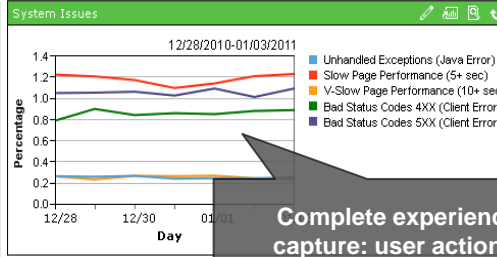 System Issues
12/28/2010-01/03/2011
1.4
1.2
1.0
0.8
0.6
0.4
0.2
0.0
Percentage
12/28
12/30
01/01
Day
Unhandled Exceptions (Java Error)
Slow Page Performance (5+ sec)
V-Slow Page Performance (10+ sec
Bad Status Codes 4XX (Client Error
Bad Status Codes 5XX (Client Error
Complete experienc
capture: user action